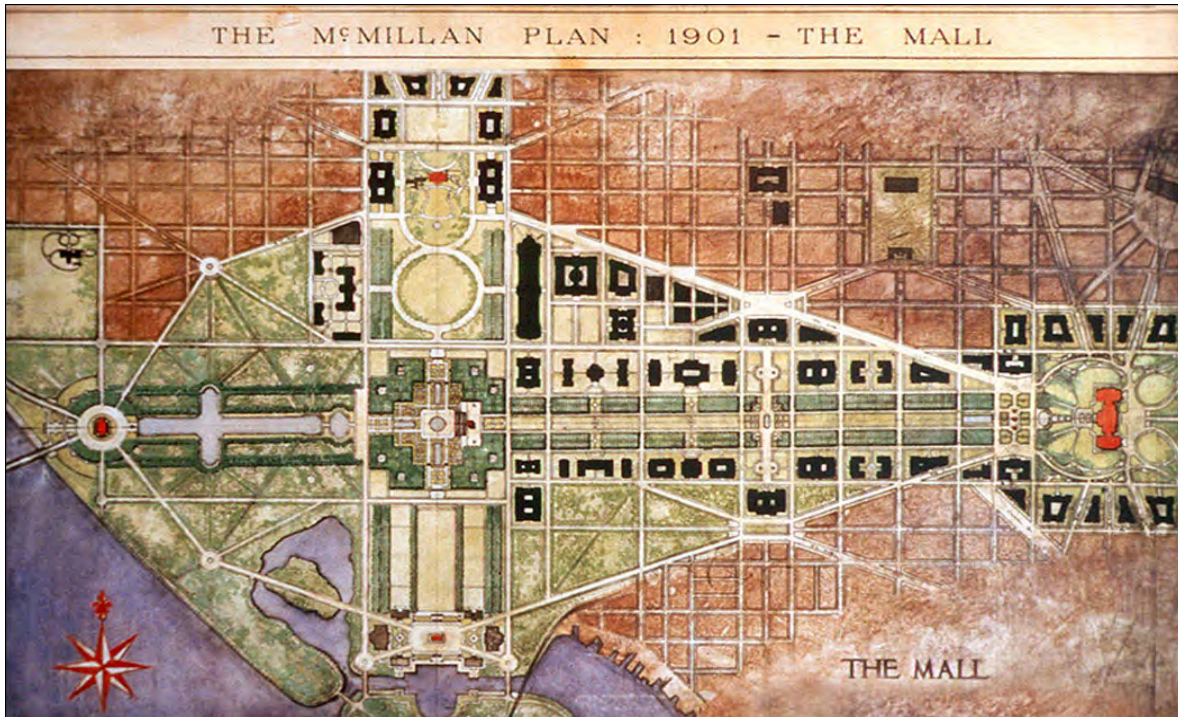 THE MᶜMILLAN PLAN : 1901 – THE MALL
THE MALL